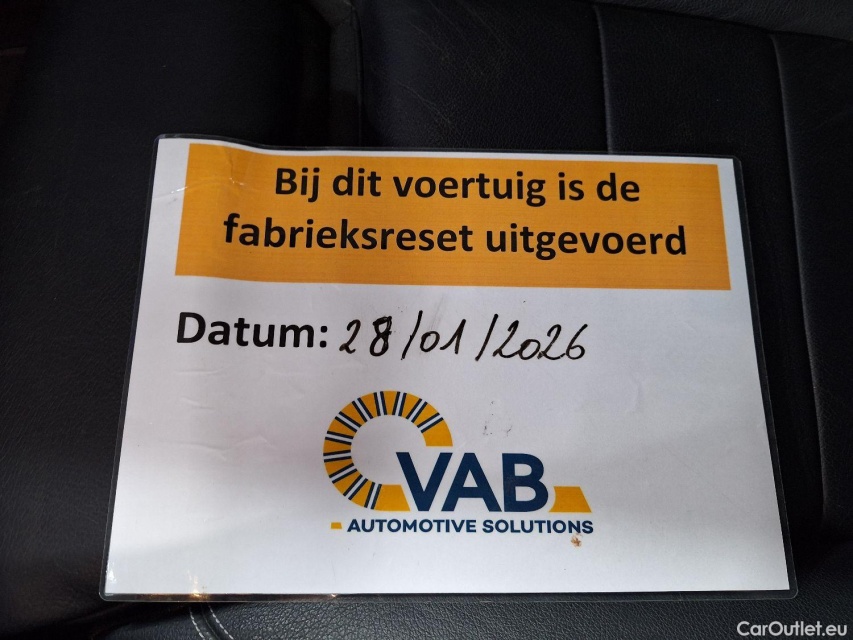 Bij dit voertuig is de
fabrieksreset uitgevoerd
Datum: 28/01/2026
VAB
AUTOMOTIVE SOLUTIONS
CarOutlet.eu